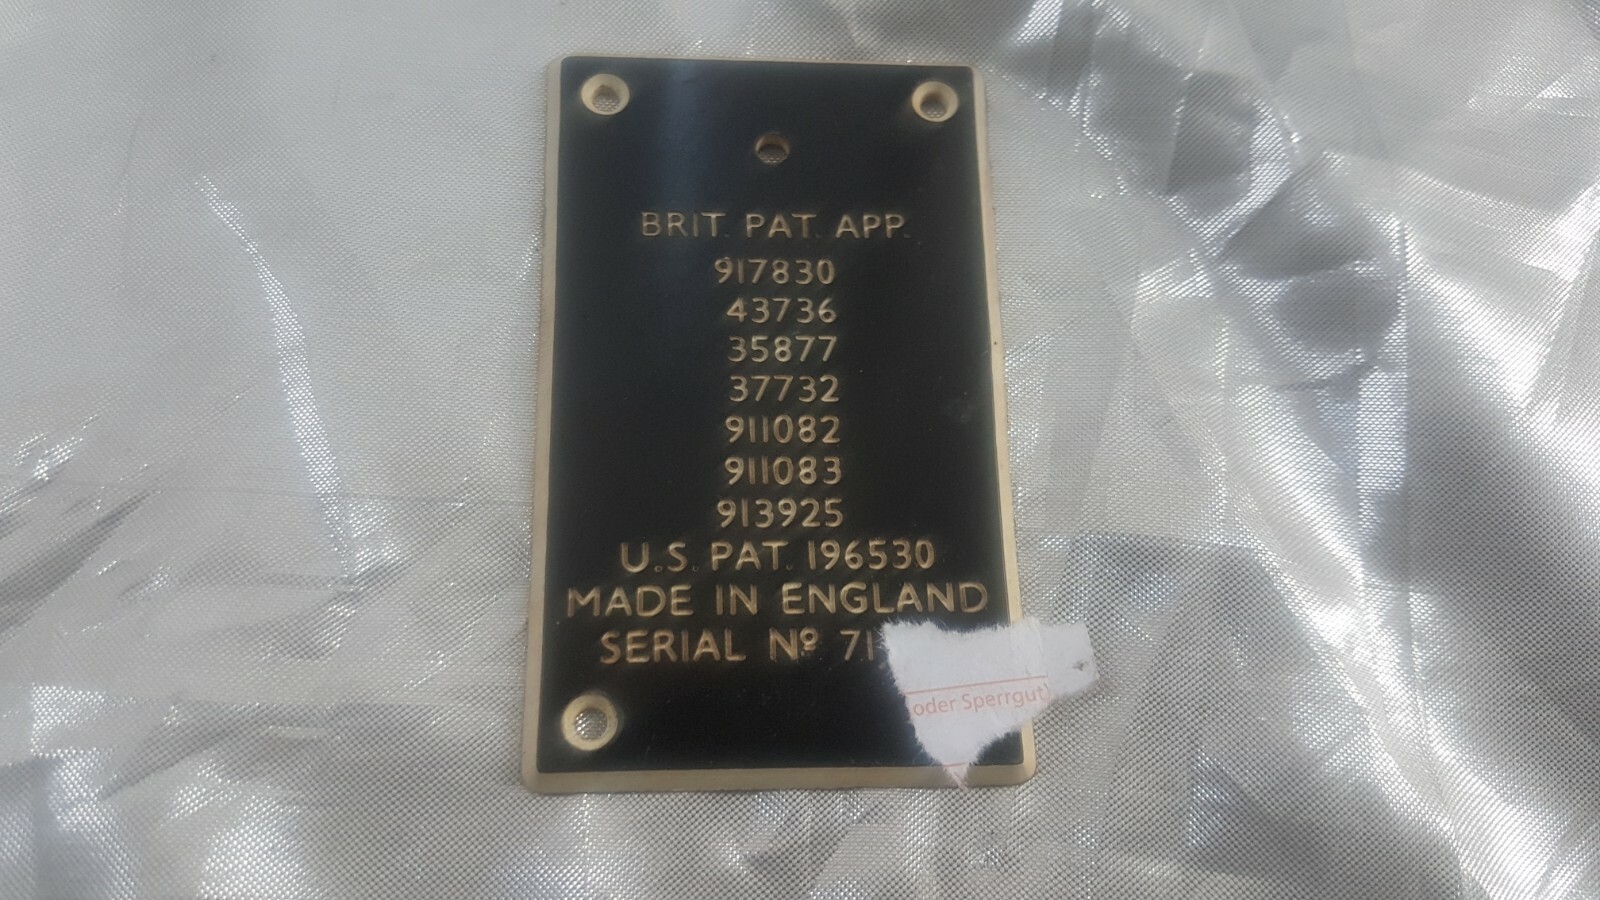 BRIT. PAT. APP.
917830
43736
35877
37732
911082
911083
913925
U.S. PAT. 196530
MADE IN ENGLAND
SERIAL Nº 71
oder Sperrgut)